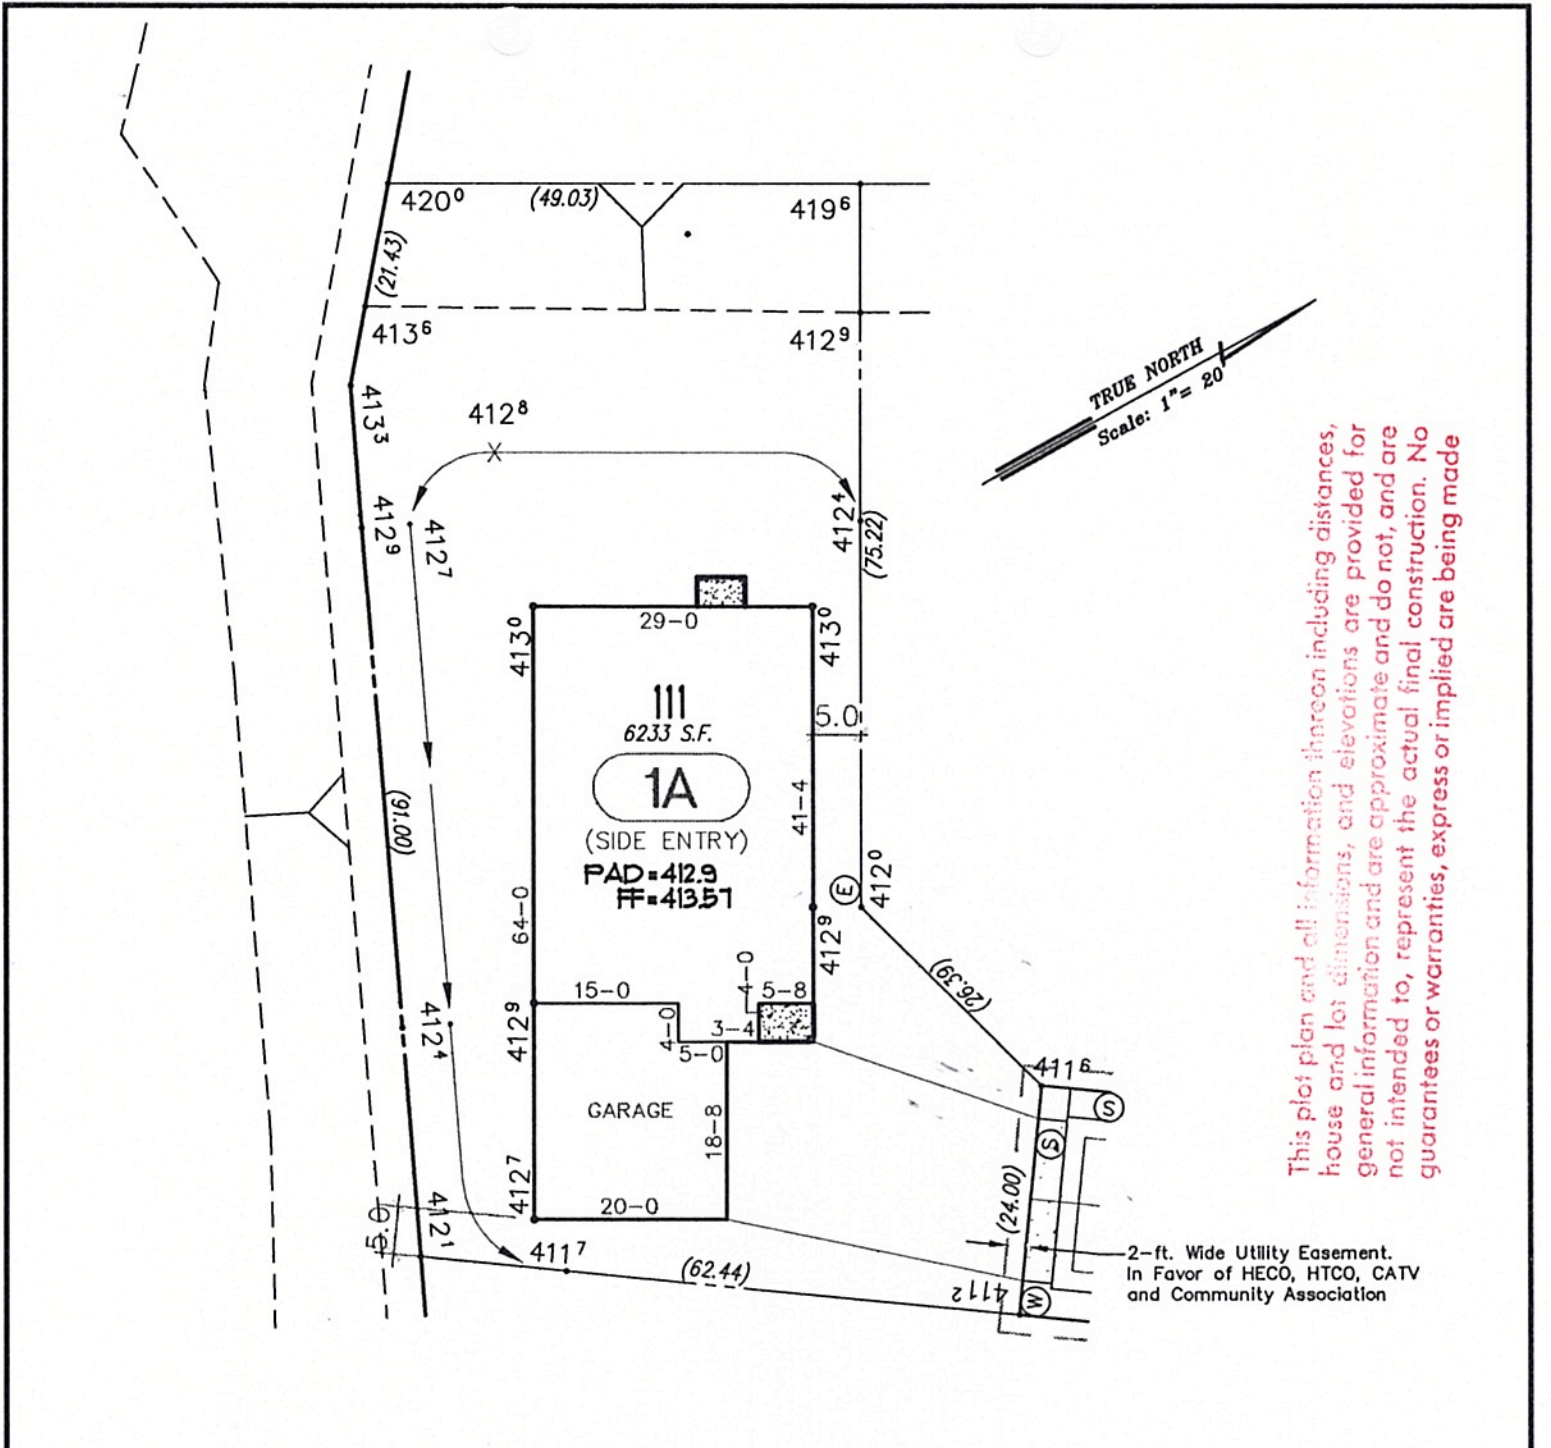 420⁰
(49.03)
419⁶
(21.43)
413⁶
412⁹
413³
412⁸
TRUE NORTH
Scale: 1"= 20'
412⁹
412⁷
412⁴
(75.22)
29-0
413⁰
413⁰
111
6233 S.F.
5.0
1A
(SIDE ENTRY)
PAD=412.9
FF=413.57
41-4
(91.00)
64-0
E
412⁰
412⁹
(26.39)
15-0
4-0
5-8
412⁹
4-0
3-4
5-0
412⁴
GARAGE
18-8
411⁶
S
S
(24.00)
412⁷
20-0
5.0
412¹
411⁷
(62.44)
411²
W
2-ft. Wide Utility Easement.
In Favor of HECO, HTCO, CATV
and Community Association
This plot plan and all information thereon including distances,
house and lot dimensions, and elevations are provided for
general information and are approximate and do not, and are
not intended to, represent the actual final construction. No
guarantees or warranties, express or implied are being made